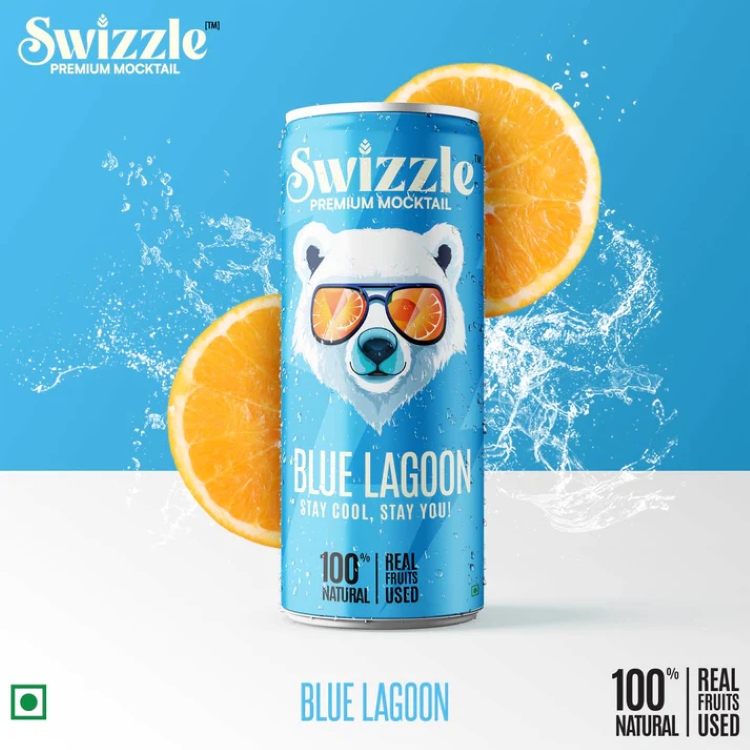 Swizzle [TM]
PREMIUM MOCKTAIL
Swizzle TM
PREMIUM MOCKTAIL
BLUE LAGOON
STAY COOL, STAY YOU!
100% NATURAL | REAL FRUITS USED
BLUE LAGOON
100% NATURAL | REAL FRUITS USED